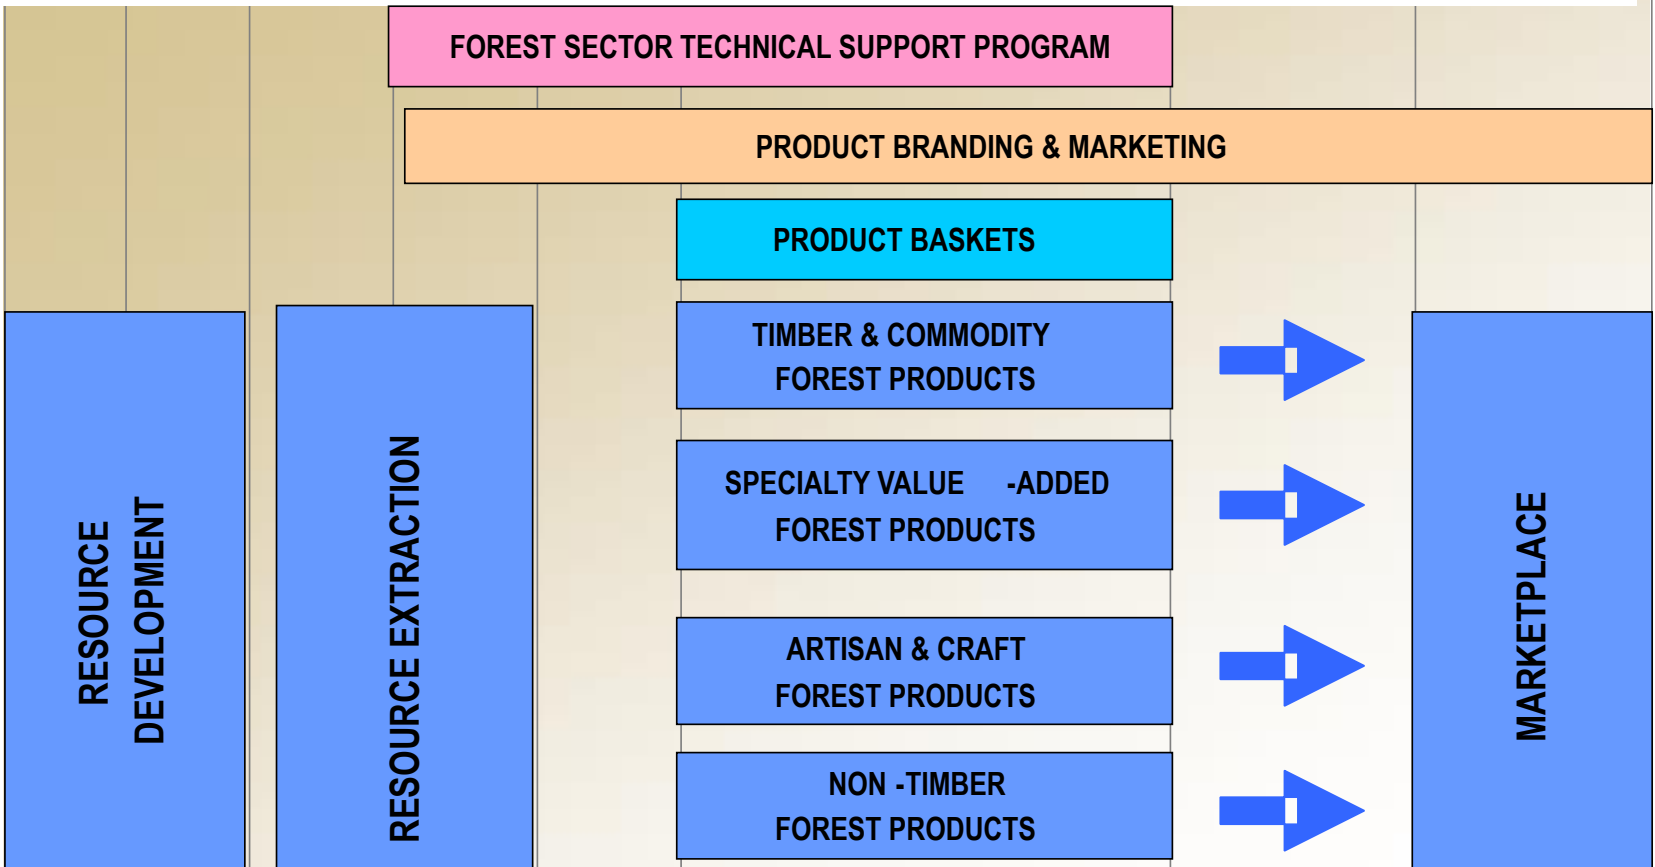 FOREST SECTOR TECHNICAL SUPPORT PROGRAM
PRODUCT BRANDING & MARKETING
PRODUCT BASKETS
RESOURCE
DEVELOPMENT
RESOURCE EXTRACTION
TIMBER & COMMODITY
FOREST PRODUCTS
SPECIALTY VALUE -ADDED
FOREST PRODUCTS
ARTISAN & CRAFT
FOREST PRODUCTS
NON -TIMBER
FOREST PRODUCTS
MARKETPLACE